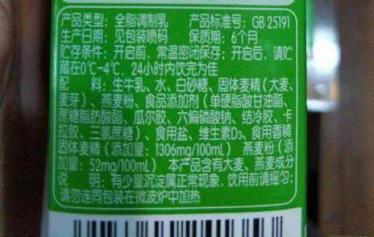 产品类型：全脂调制乳 产品标准号：GB 25191
生产日期：见包装喷码 保质期：6个月
贮存条件：开启前，常温密闭保存；开启后，请贮
藏在0℃-4℃，24小时内饮完为佳
配 料：生牛乳、水、白砂糖、固体麦精（大麦、
麦芽）、燕麦粉、食品添加剂（单硬脂酸甘油酯、
蔗糖脂肪酸酯、瓜尔胶、六偏磷酸钠、结冷胶、卡
拉胶、三氯蔗糖）、食用盐、维生素D₃、食用香精
固体麦精（添加量：1306mg/100mL） 燕麦粉（添
加量：52mg/100mL） 本产品含有大麦、燕麦成分
说 明：有少量沉淀属正常现象，饮用前请摇匀；
请勿连同包装在微波炉中加热